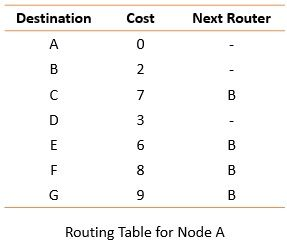 Destination Cost Next Router
A 0 -
B 2 -
C 7 B
D 3 -
E 6 B
F 8 B
G 9 B
Routing Table for Node A